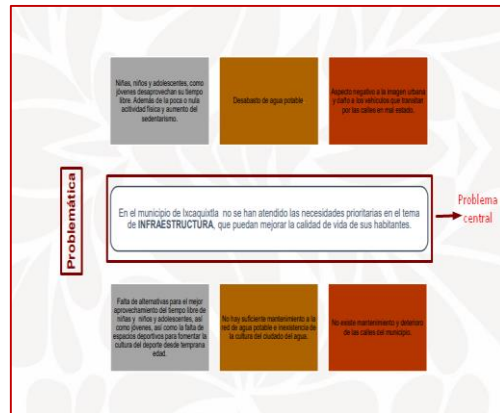 Niñas, niños y adolescentes, como
jóvenes desaprovechan su tiempo
libre. Además de la poca o nula
actividad física y aumento del
sedentarismo.
Desabasto de agua potable
Aspecto negativo a la imagen urbana
y daño a los vehículos que transitan
por las calles en mal estado.
Problemática
En el municipio de Ixcaquixtla no se han atendido las necesidades prioritarias en el tema
de INFRAESTRUCTURA, que puedan mejorar la calidad de vida de sus habitantes.
Problema
central
Falta de alternativas para el mejor
aprovechamiento del tiempo libre de
niñas y niños y adolescentes, así
como jóvenes, así como la falta de
espacios deportivos para fomentar la
cultura del deporte desde temprana
edad.
No hay suficiente mantenimiento a la
red de agua potable e inexistencia de
la cultura del ciudado del agua.
No existe mantenimiento y deterioro
de las calles del municipio.